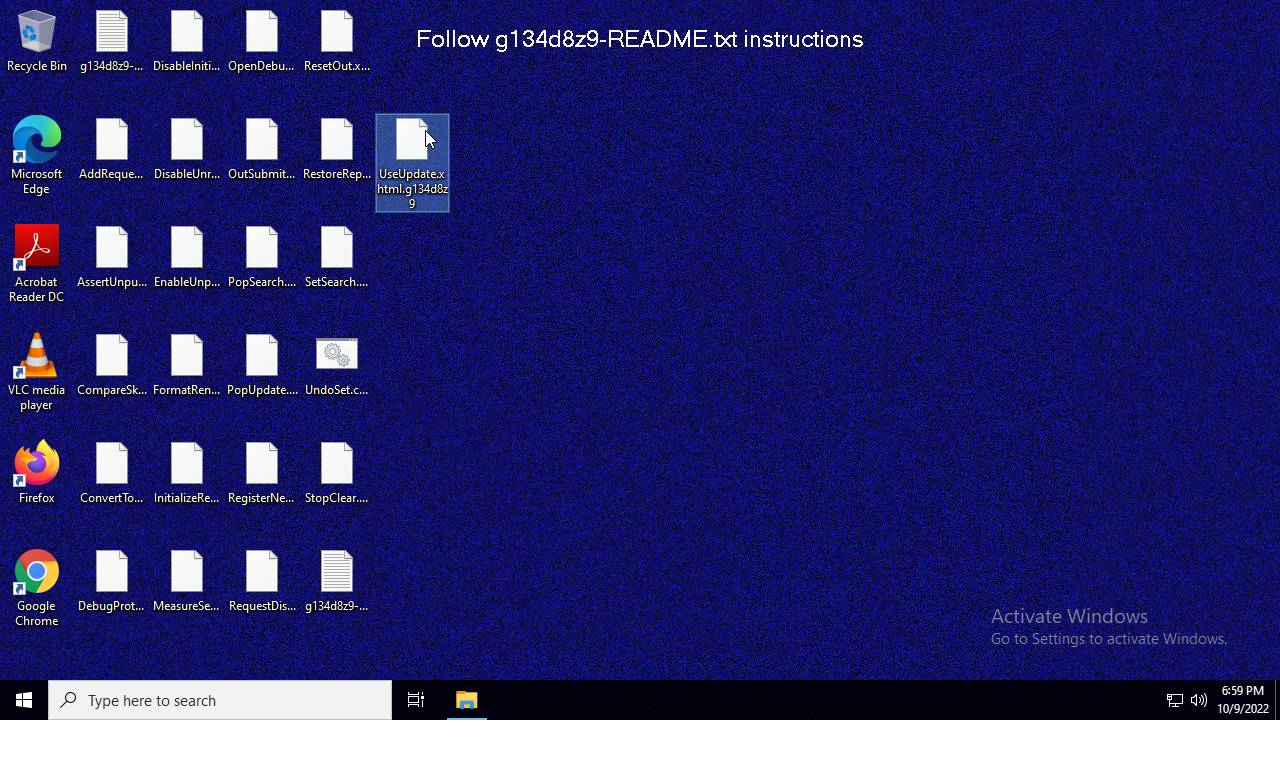 Follow g134d8z9-README.txt instructions
Recycle Bin
g134d8z9-...
DisableIniti...
OpenDebu...
ResetOut.x...
Microsoft
Edge
AddReque...
DisableUnr...
OutSubmit...
RestoreRep...
UseUpdate.x
html.g134d8z
9
Acrobat
Reader DC
AssertUnpu...
EnableUnp...
PopSearch....
SetSearch....
VLC media
player
CompareSk...
FormatRen...
PopUpdate....
UndoSet.c...
Firefox
ConvertTo...
InitializeRe...
RegisterNe...
StopClear....
Google
Chrome
DebugProt...
MeasureSe...
RequestDis...
g134d8z9-...
Activate Windows
Go to Settings to activate Windows.
Type here to search
6:59 PM
10/9/2022